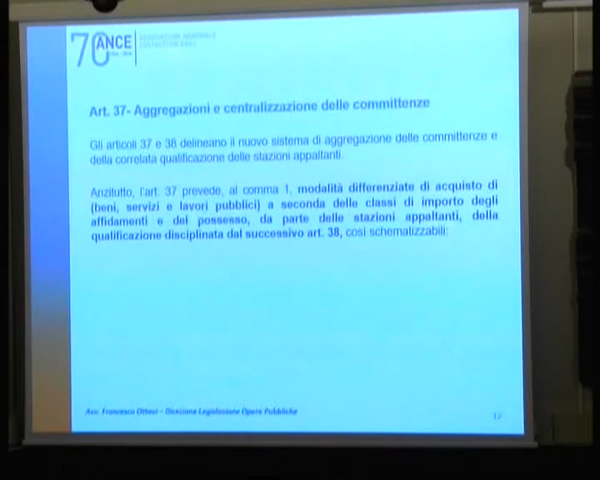 70 ANCE
Art. 37- Aggregazioni e centralizzazione delle committenze
Gli articoli 37 e 38 delineano il nuovo sistema di aggregazione delle committenze e
della correlata qualificazione delle stazioni appaltanti.
Anzitutto, l'art. 37 prevede, al comma 1, modalità differenziate di acquisto di
(beni, servizi e lavori pubblici) a seconda delle classi di importo degli
affidamenti e del possesso, da parte delle stazioni appaltanti, della
qualificazione disciplinata dal successivo art. 38, così schematizzabili:
Avv. Francesca Ottavi – Direzione Legislazione Opere Pubbliche
12